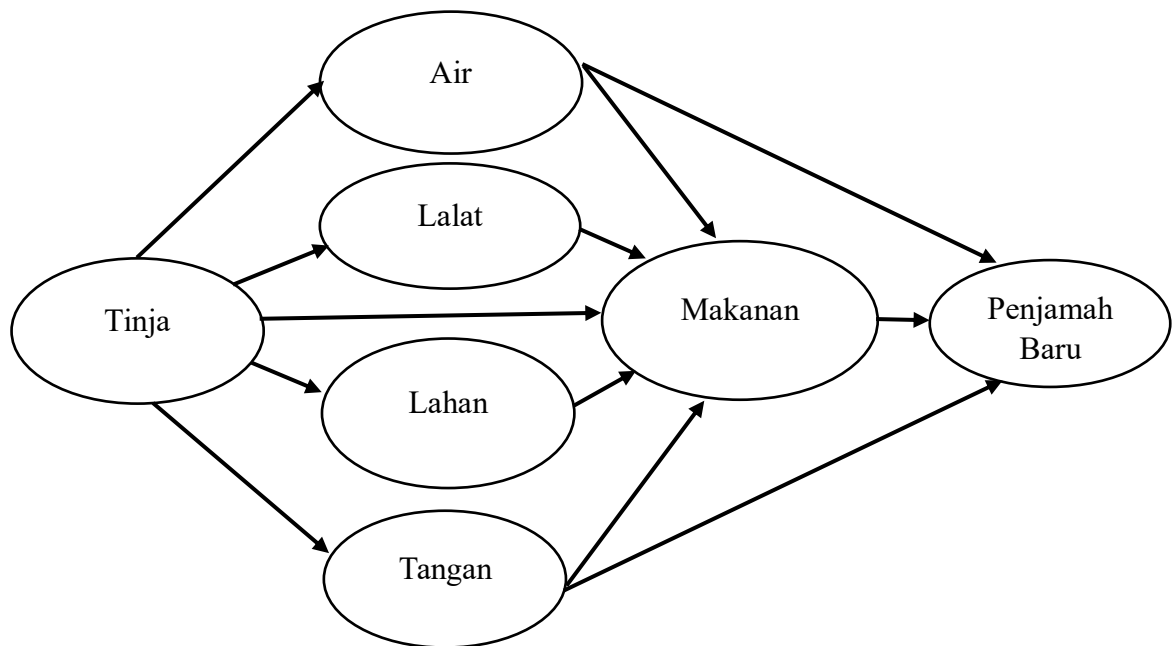 Air
Lalat
Tinja
Makanan
Penjamah
Baru
Lahan
Tangan